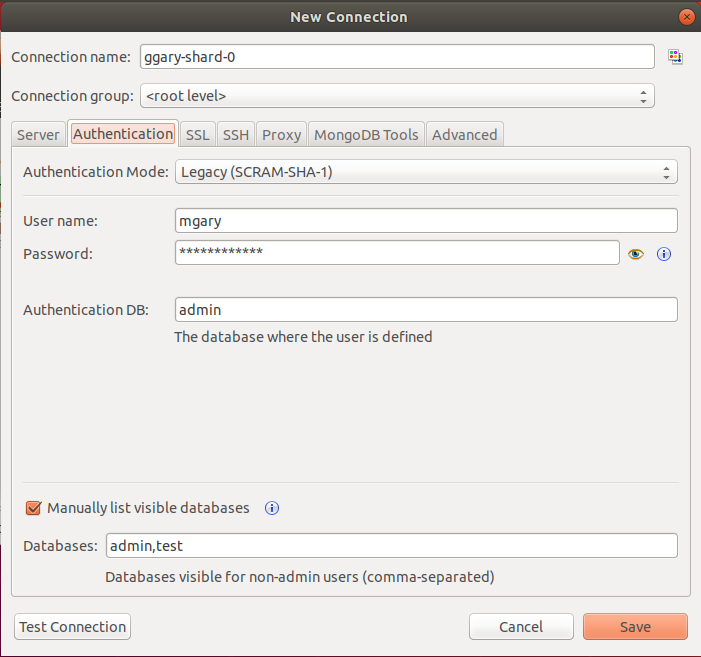 New Connection
Connection name: ggary-shard-0
Connection group: <root level>
Server Authentication SSL SSH Proxy MongoDB Tools Advanced
Authentication Mode: Legacy (SCRAM-SHA-1)
User name: mgary
Password: ************
Authentication DB: admin
The database where the user is defined
Manually list visible databases
Databases: admin,test
Databases visible for non-admin users (comma-separated)
Test Connection Cancel Save